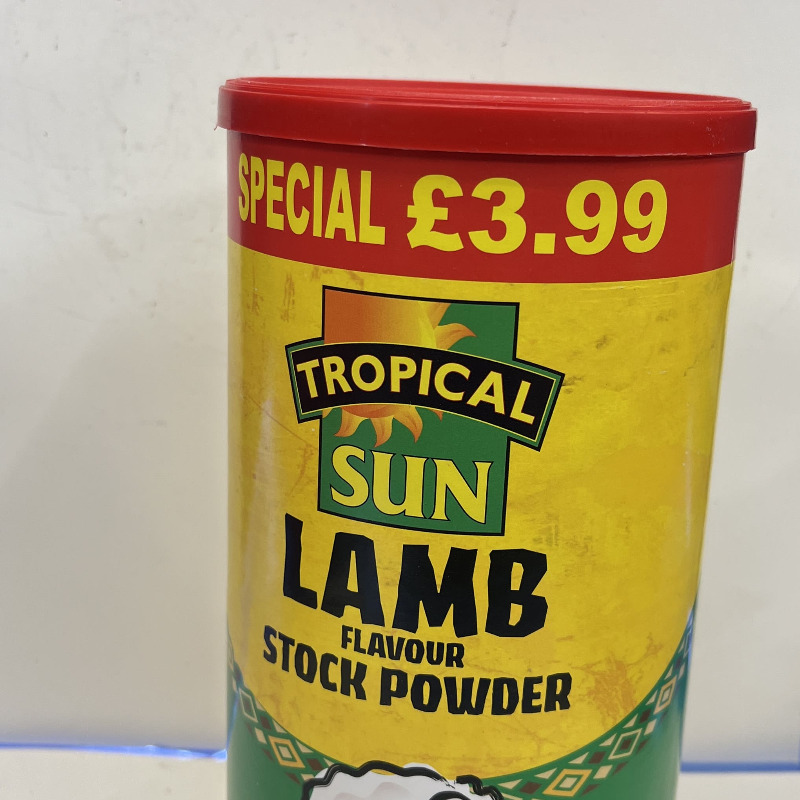 SPECIAL £3.99
TROPICAL
SUN
LAMB
FLAVOUR
STOCK POWDER